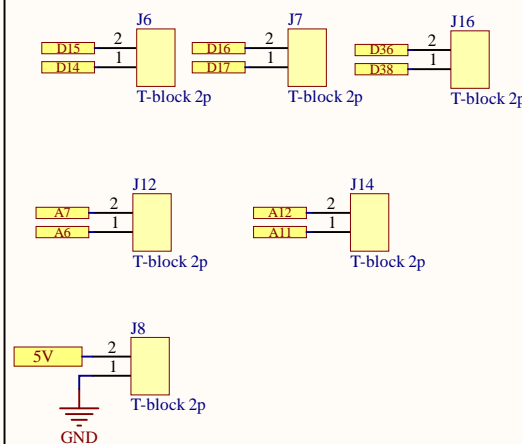 J6
D15 2
D14 1
T-block 2p
J7
D16 2
D17 1
T-block 2p
J16
D36 2
D38 1
T-block 2p
J12
A7 2
A6 1
T-block 2p
J14
A12 2
A11 1
T-block 2p
J8
5V 2
1
T-block 2p
GND